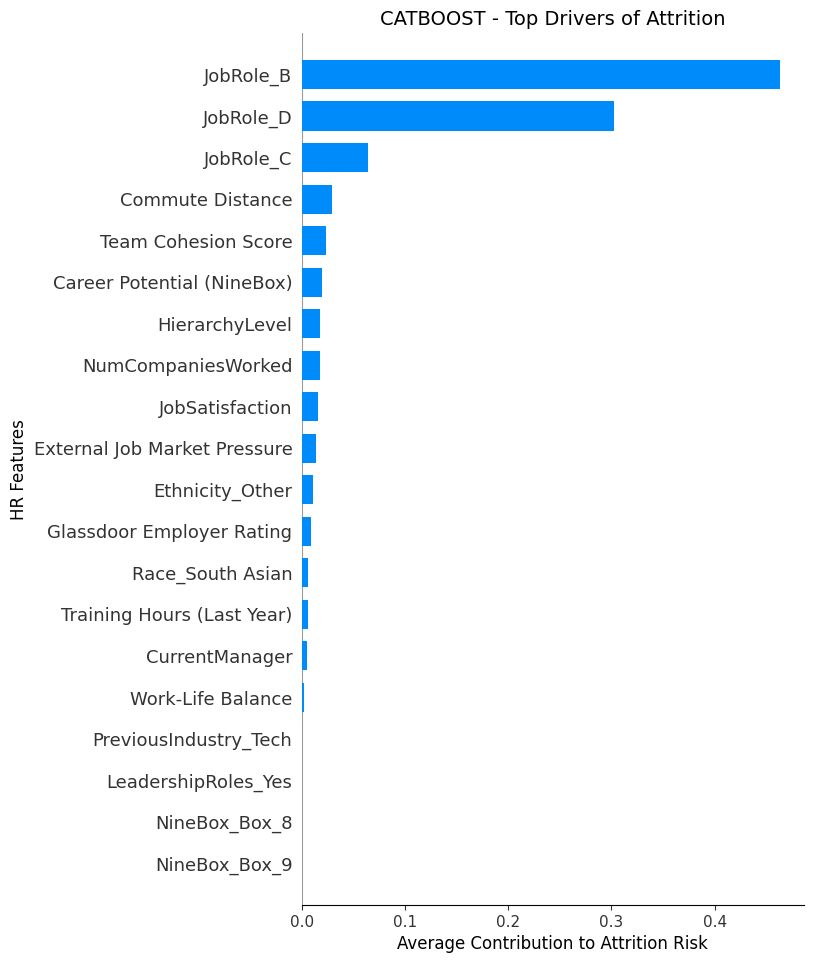 CATBOOST - Top Drivers of Attrition
JobRole_B
JobRole_D
JobRole_C
Commute Distance
Team Cohesion Score
Career Potential (NineBox)
HierarchyLevel
NumCompaniesWorked
JobSatisfaction
External Job Market Pressure
Ethnicity_Other
Glassdoor Employer Rating
Race_South Asian
Training Hours (Last Year)
CurrentManager
Work-Life Balance
PreviousIndustry_Tech
LeadershipRoles_Yes
NineBox_Box_8
NineBox_Box_9
HR Features
0.0 0.1 0.2 0.3 0.4
Average Contribution to Attrition Risk